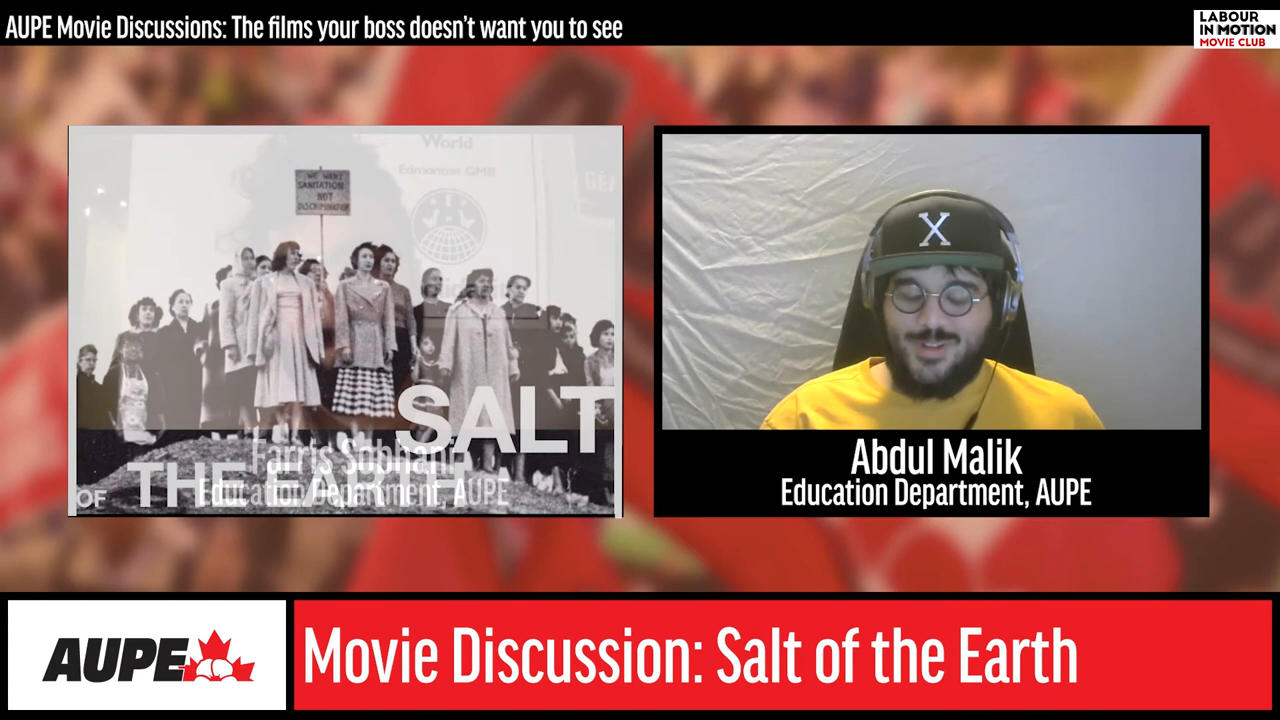 AUPE Movie Discussions: The films your boss doesn't want you to see
LABOUR
IN MOTION
MOVIE CLUB
World
Edmonton GMB
WE WANT
SANITATION
NOT
DISCRIMINATION
SALT
OF THE EARTH
Farris Sobhani
Education Department, AUPE
Abdul Malik
Education Department, AUPE
AUPE
Movie Discussion: Salt of the Earth